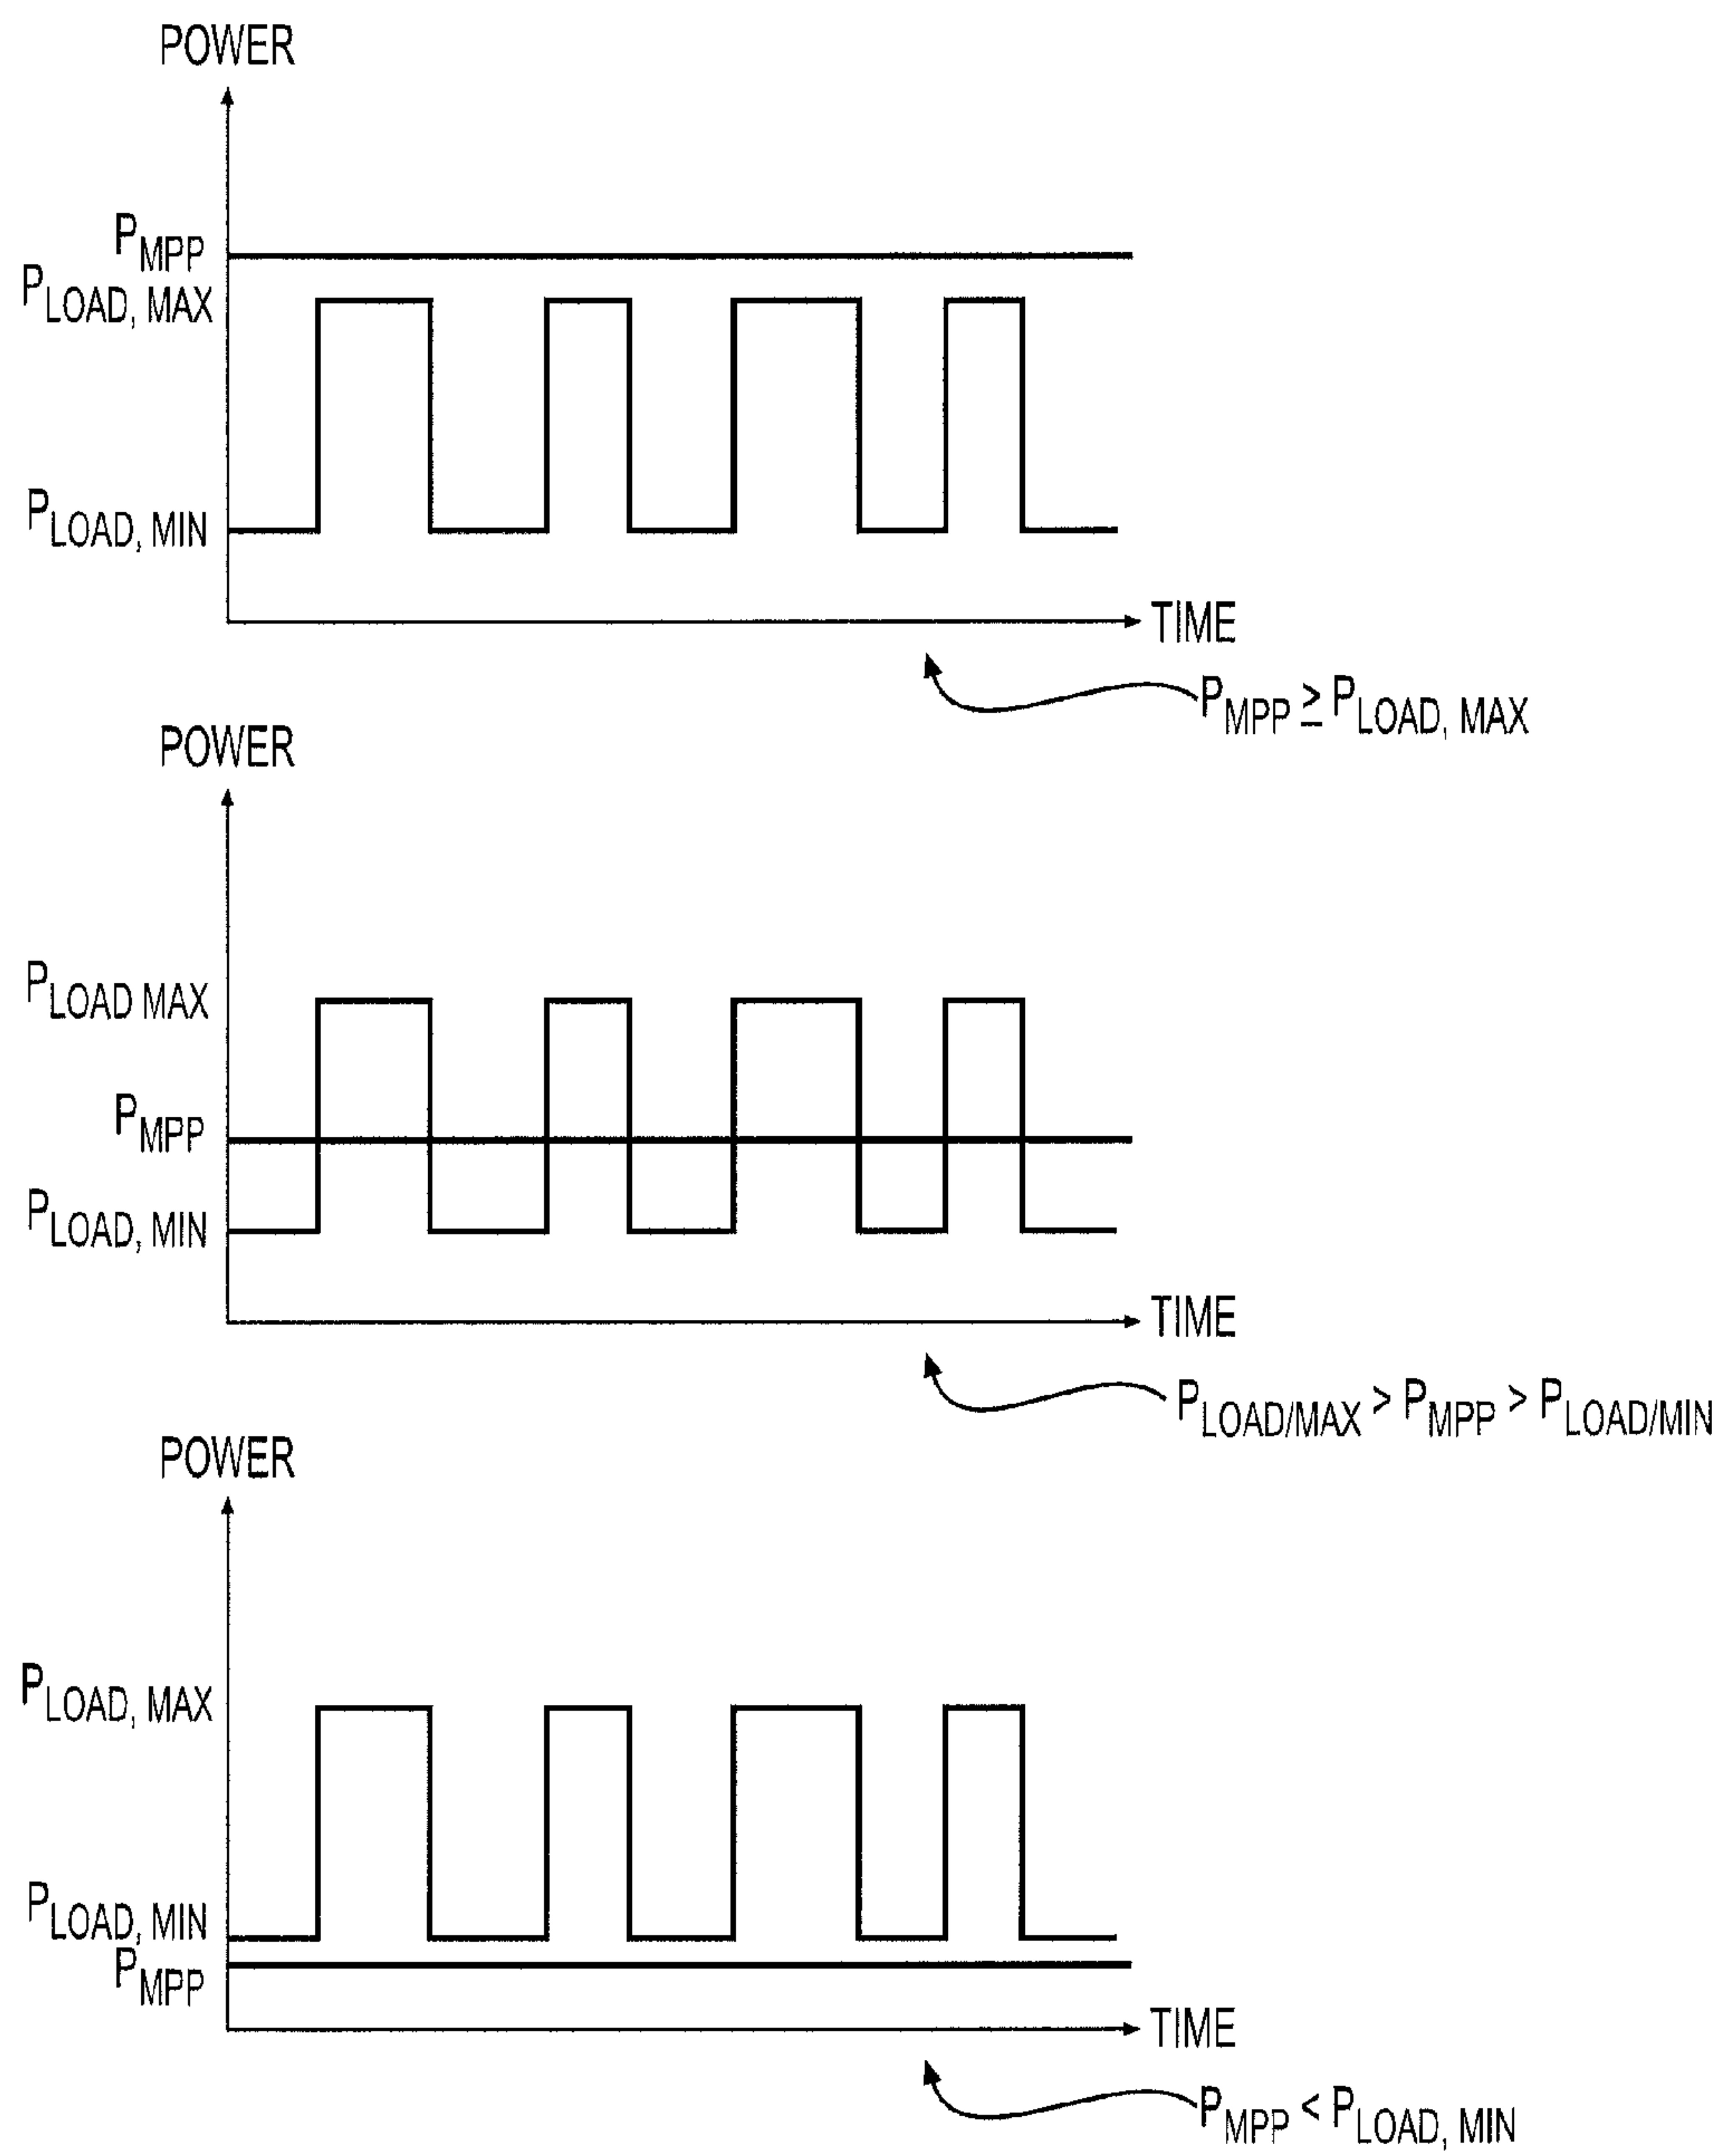 POWER
PMPP
PLOAD, MAX
PLOAD, MIN
TIME
PMPP ≥ PLOAD, MAX
POWER
PLOAD MAX
PMPP
PLOAD, MIN
TIME
PLOAD/MAX > PMPP > PLOAD/MIN
POWER
PLOAD, MAX
PLOAD, MIN
PMPP
TIME
PMPP < PLOAD, MIN